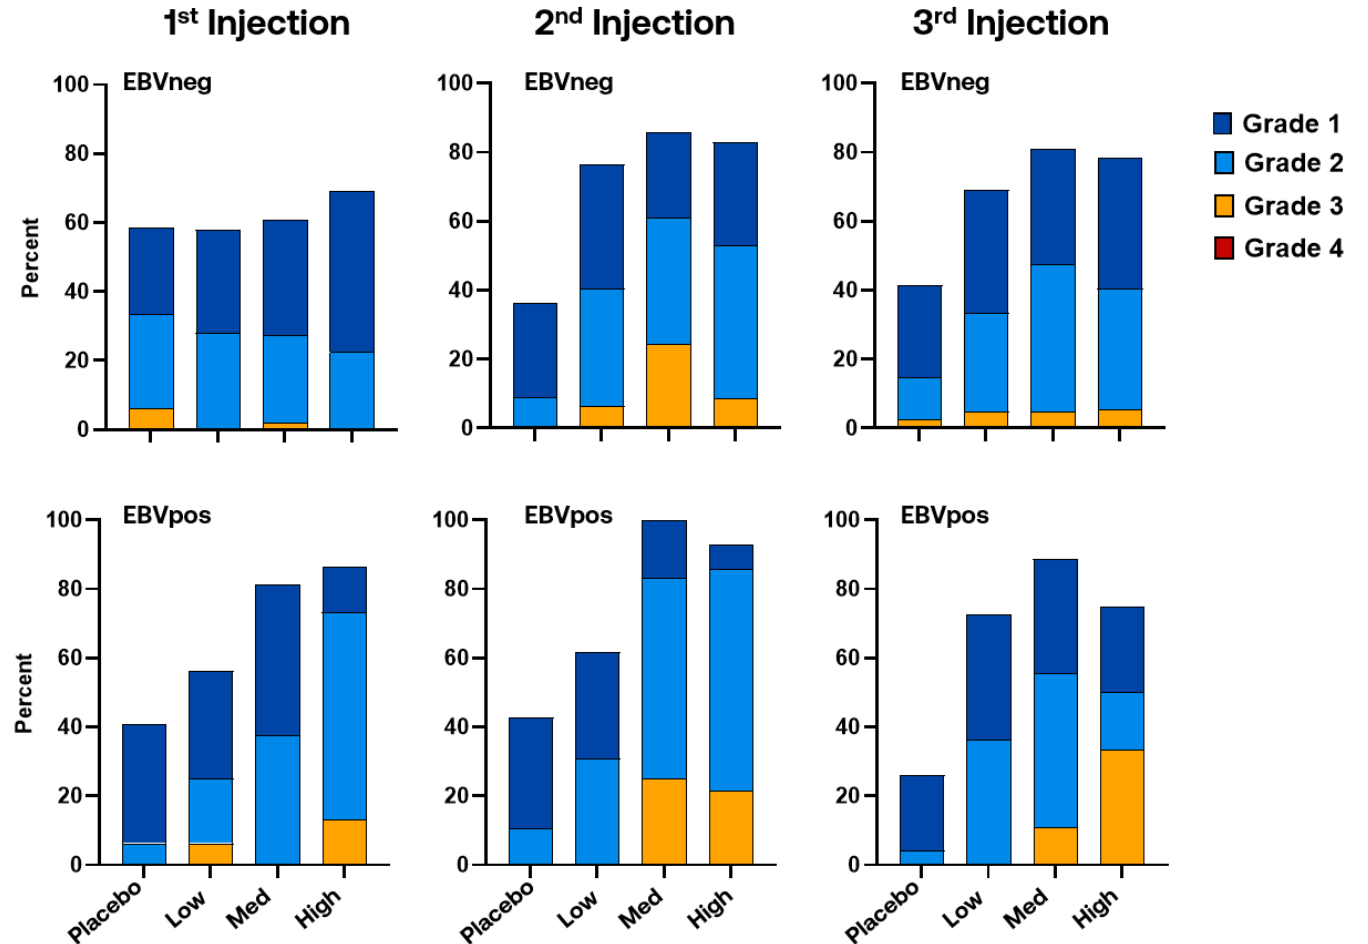 1st Injection
2nd Injection
3rd Injection
EBVneg
100
80
60
40
20
0
Percent
EBVneg
100
80
60
40
20
0
EBVneg
100
80
60
40
20
0
Grade 1
Grade 2
Grade 3
Grade 4
EBVpos
100
80
60
40
20
0
Percent
Placebo
Low
Med
High
EBVpos
100
80
60
40
20
0
Placebo
Low
Med
High
EBVpos
100
80
60
40
20
0
Placebo
Low
Med
High